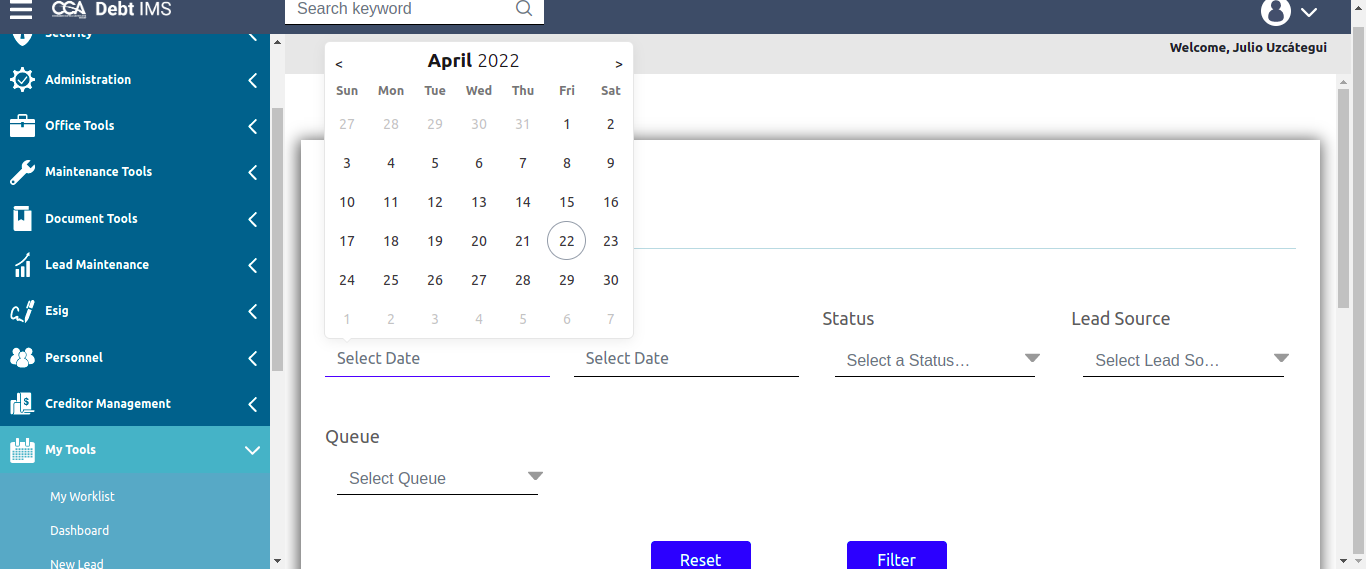 CGA Debt IMS
Search keyword
Welcome, Julio Uzcátegui
Security
Administration
Office Tools
Maintenance Tools
Document Tools
Lead Maintenance
Esig
Personnel
Creditor Management
My Tools
My Worklist
Dashboard
New Lead
< April 2022 >
Sun Mon Tue Wed Thu Fri Sat
27 28 29 30 31 1 2
3 4 5 6 7 8 9
10 11 12 13 14 15 16
17 18 19 20 21 22 23
24 25 26 27 28 29 30
1 2 3 4 5 6 7
Status Lead Source
Select Date Select Date Select a Status… Select Lead So…
Queue
Select Queue
Reset Filter